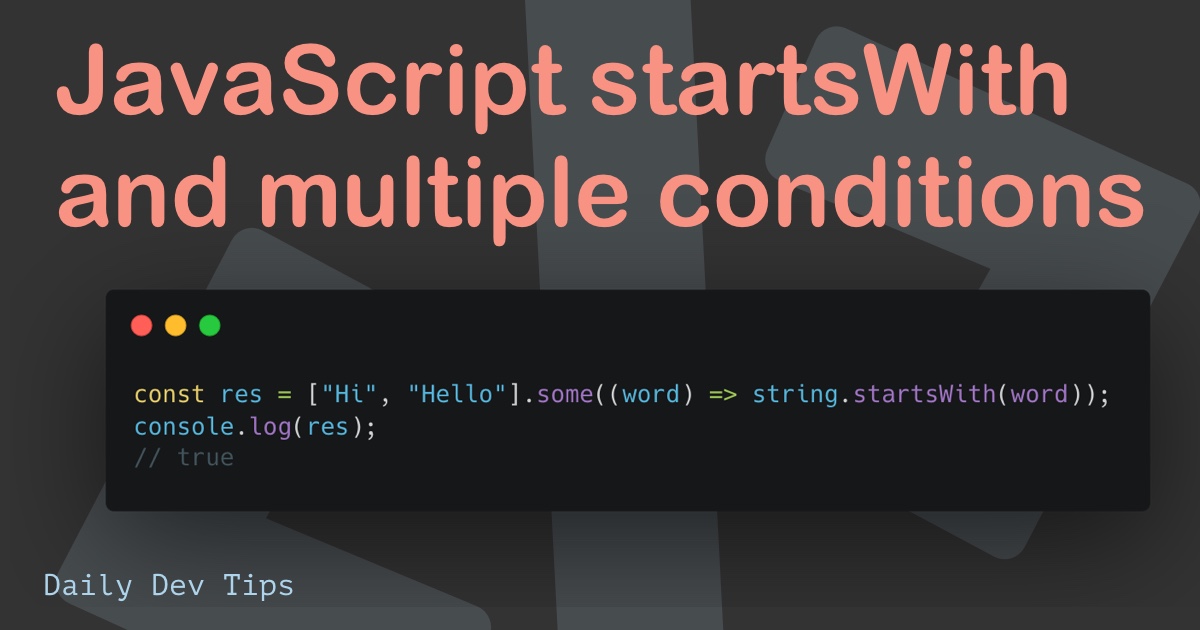 JavaScript startsWith
and multiple conditions
const res = ["Hi", "Hello"].some((word) => string.startsWith(word));
console.log(res);
// true
Daily Dev Tips